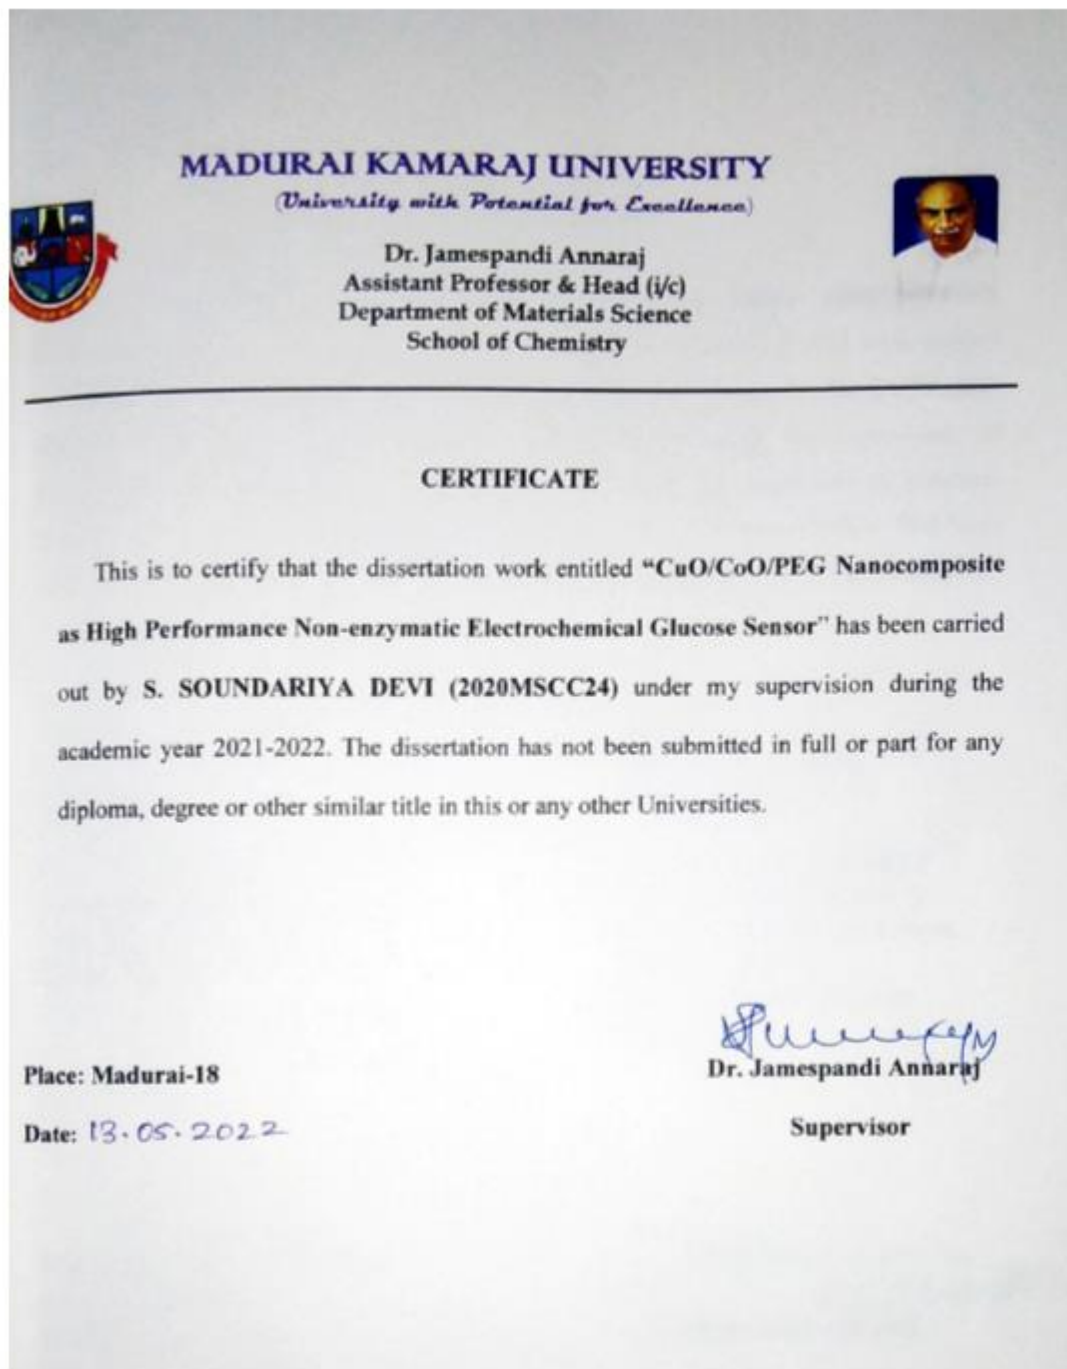 MADURAI KAMARAJ UNIVERSITY
(University with Potential for Excellence)
Dr. Jamespandi Annaraj
Assistant Professor & Head (i/c)
Department of Materials Science
School of Chemistry
CERTIFICATE
This is to certify that the dissertation work entitled “CuO/CoO/PEG Nanocomposite
as High Performance Non-enzymatic Electrochemical Glucose Sensor” has been carried
out by S. SOUNDARIYA DEVI (2020MSCC24) under my supervision during the
academic year 2021-2022. The dissertation has not been submitted in full or part for any
diploma, degree or other similar title in this or any other Universities.
Place: Madurai-18
Dr. Jamespandi Annaraj
Date: 13.05.2022
Supervisor